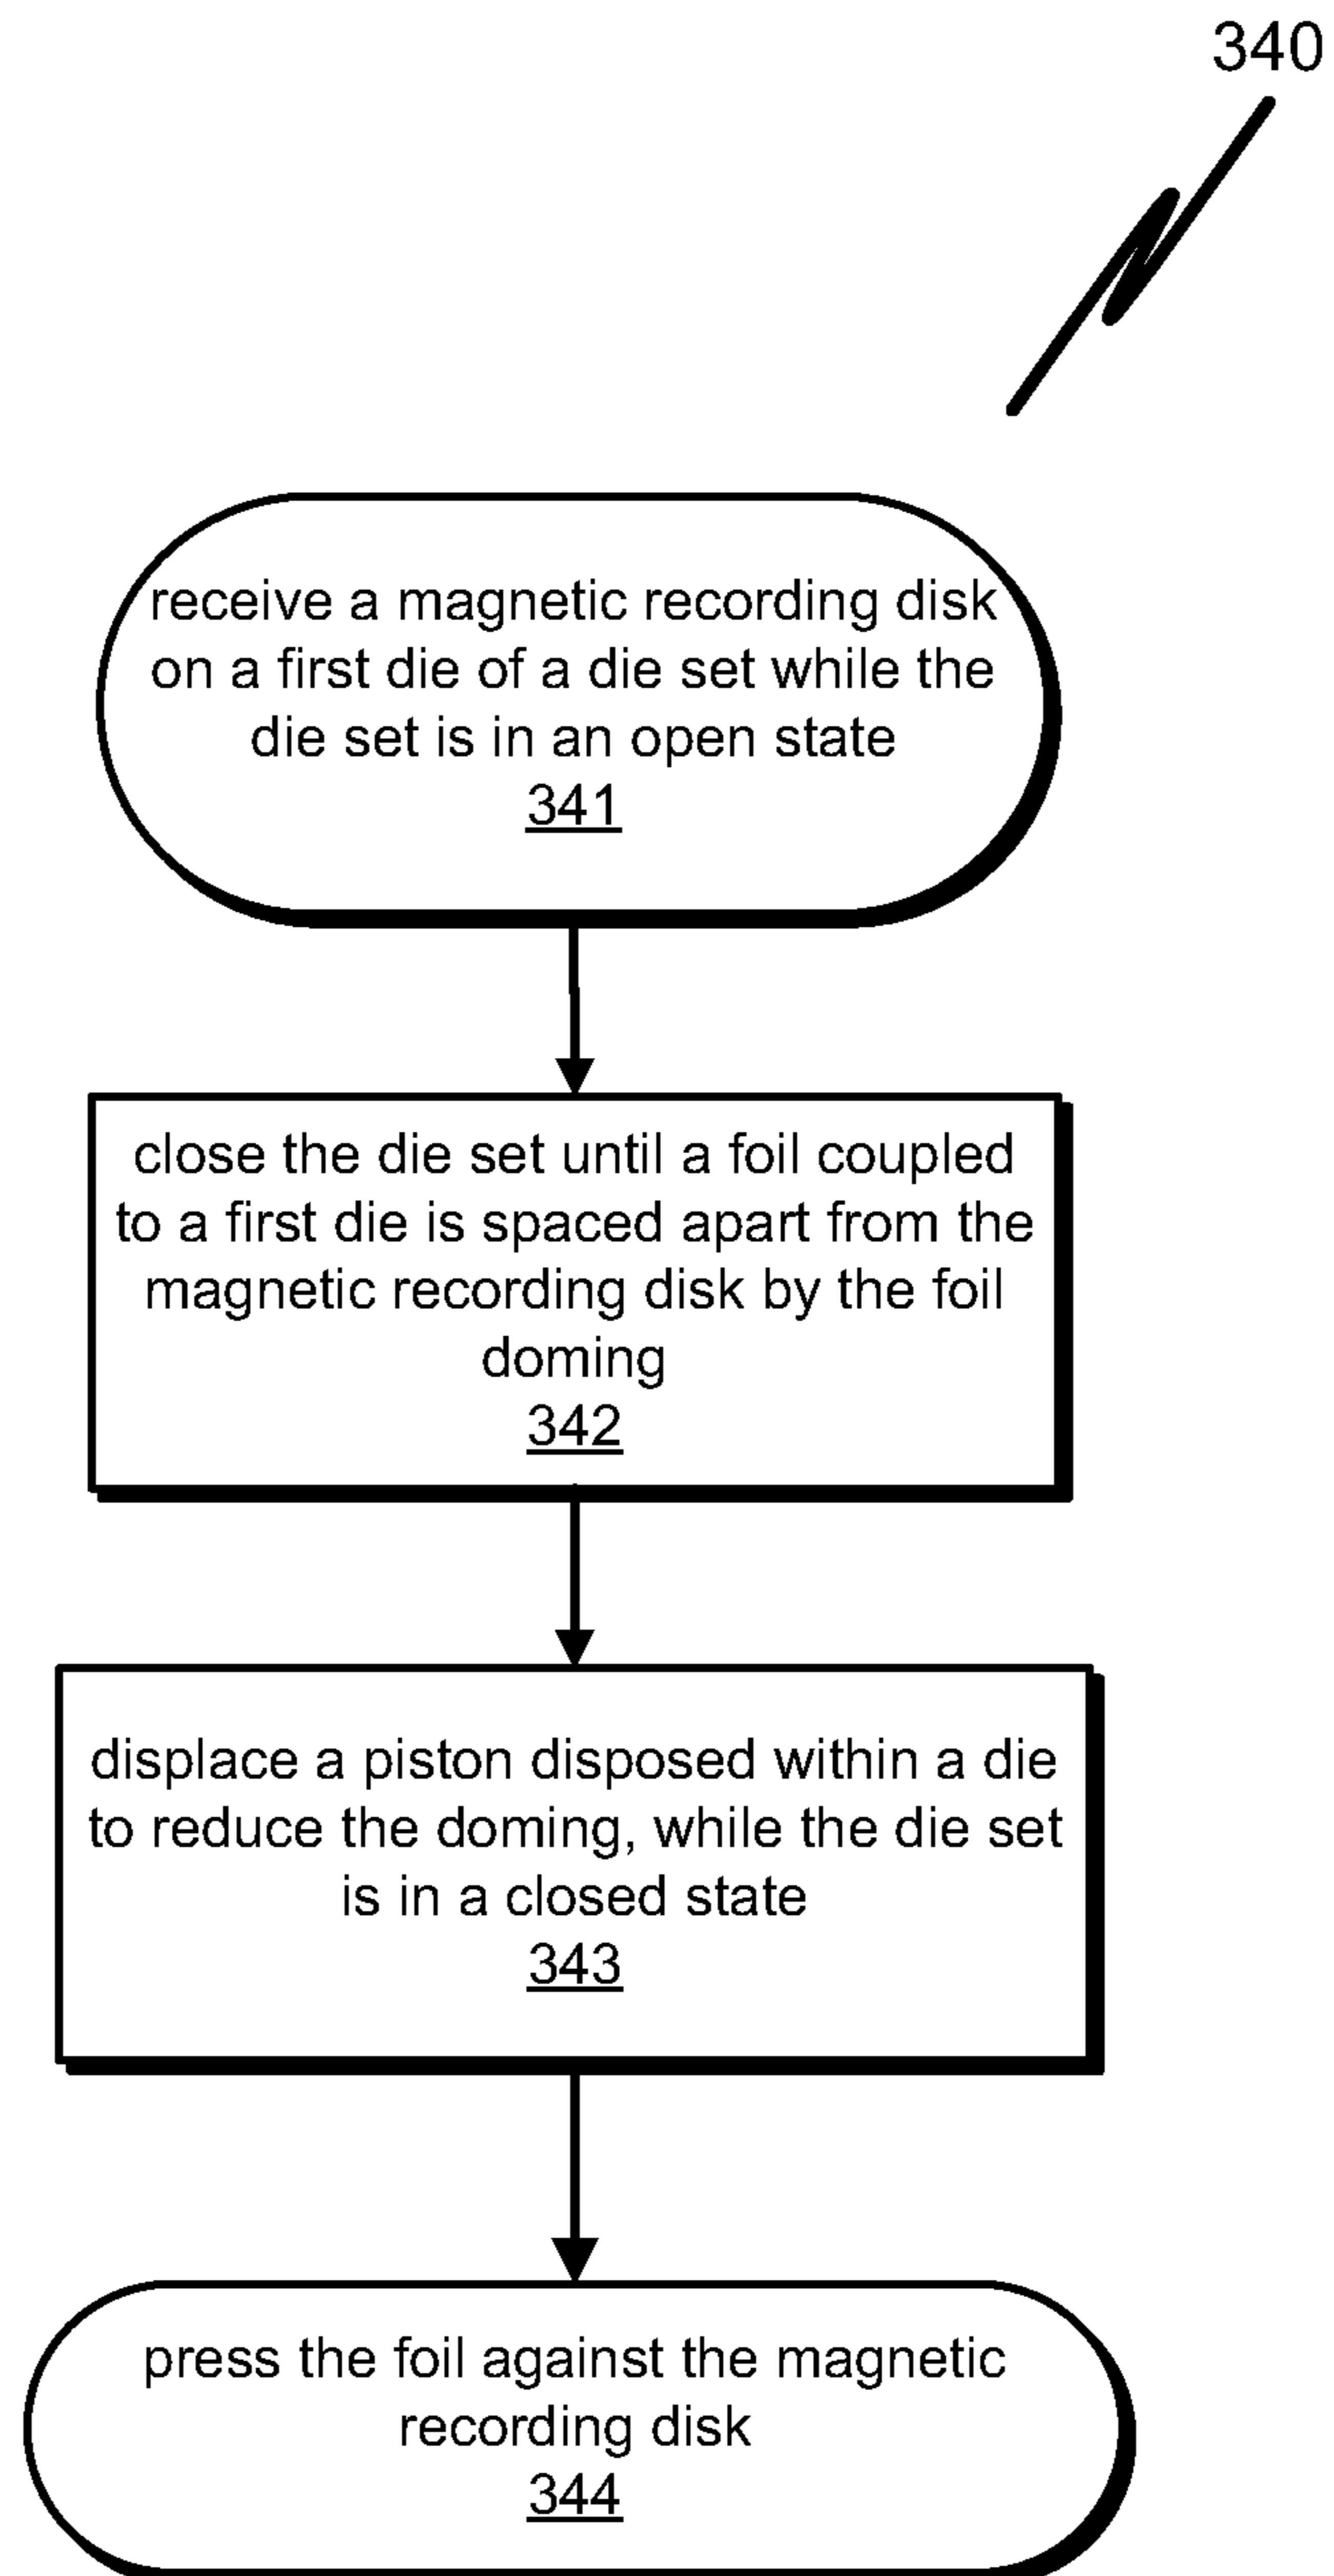 340
receive a magnetic recording disk
on a first die of a die set while the
die set is in an open state
341
close the die set until a foil coupled
to a first die is spaced apart from the
magnetic recording disk by the foil
doming
342
displace a piston disposed within a die
to reduce the doming, while the die set
is in a closed state
343
press the foil against the magnetic
recording disk
344